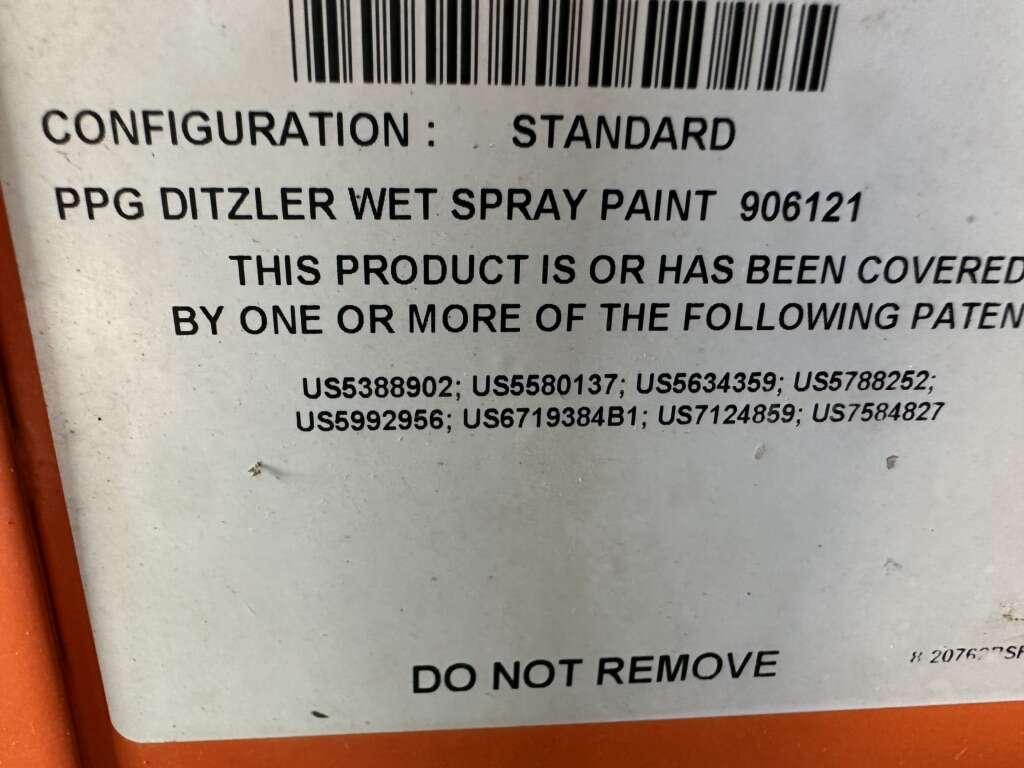 CONFIGURATION : STANDARD
PPG DITZLER WET SPRAY PAINT 906121
THIS PRODUCT IS OR HAS BEEN COVERED
BY ONE OR MORE OF THE FOLLOWING PATEN
US5388902; US5580137; US5634359; US5788252;
US5992956; US6719384B1; US7124859; US7584827
DO NOT REMOVE